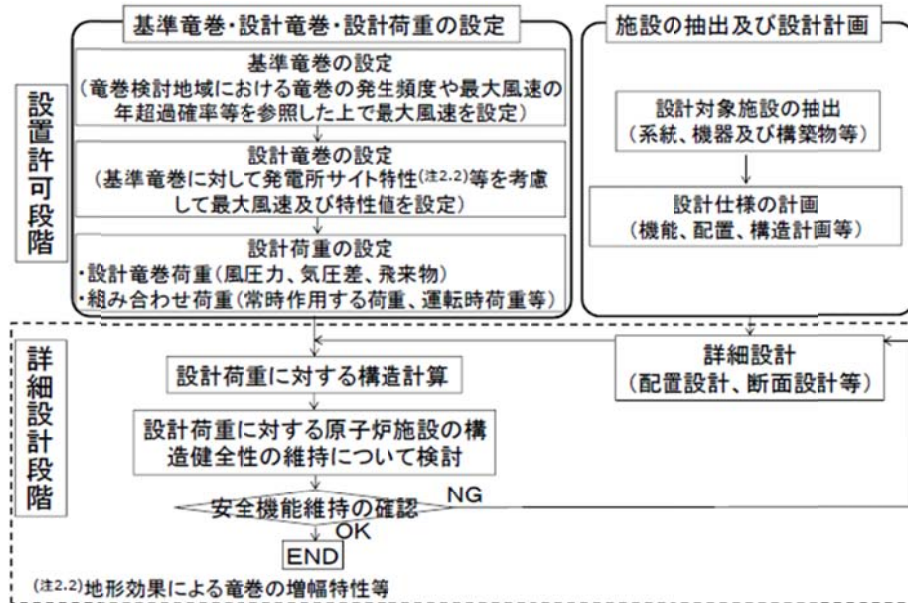 基準竜巻・設計竜巻・設計荷重の設定
基準竜巻の設定
(竜巻検討地域における竜巻の発生頻度や最大風速の
年超過確率等を参照した上で最大風速を設定)
設計竜巻の設定
(基準竜巻に対して発電所サイト特性(注2.2)等を考慮
して最大風速及び特性値を設定)
設計荷重の設定
・設計竜巻荷重(風圧力、気圧差、飛来物)
・組み合わせ荷重(常時作用する荷重、運転時荷重等)
施設の抽出及び設計計画
設計対象施設の抽出
(系統、機器及び構築物等)
設計仕様の計画
(機能、配置、構造計画等)
設置許可段階
詳細設計段階
設計荷重に対する構造計算
詳細設計
(配置設計、断面設計等)
設計荷重に対する原子炉施設の構
造健全性の維持について検討
安全機能維持の確認
NG
OK
END
(注2.2)地形効果による竜巻の増幅特性等